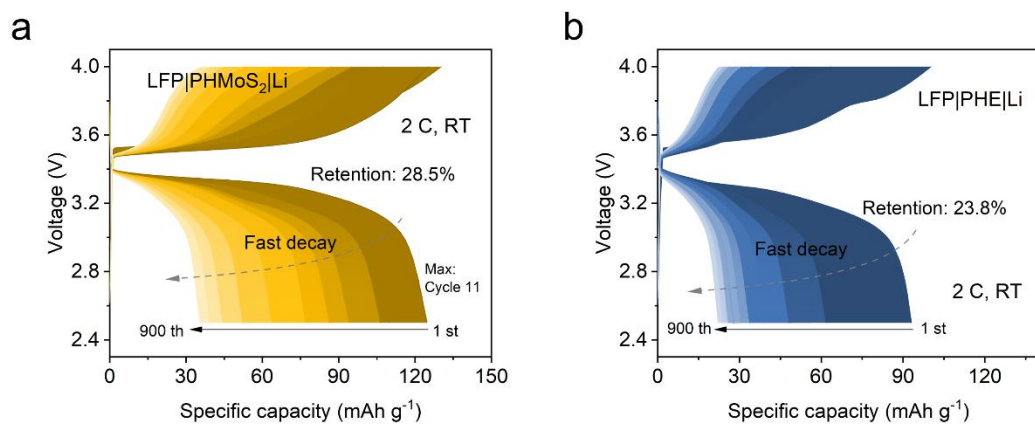 a
4.0
3.6
3.2
2.8
2.4
Voltage (V)
LFP|PHMoS₂|Li
2 C, RT
Retention: 28.5%
Fast decay
Max:
Cycle 11
900 th
1 st
0
30
60
90
120
150
Specific capacity (mAh g⁻¹)
b
4.0
3.6
3.2
2.8
2.4
Voltage (V)
LFP|PHE|Li
Retention: 23.8%
Fast decay
2 C, RT
900 th
1 st
0
30
60
90
120
Specific capacity (mAh g⁻¹)